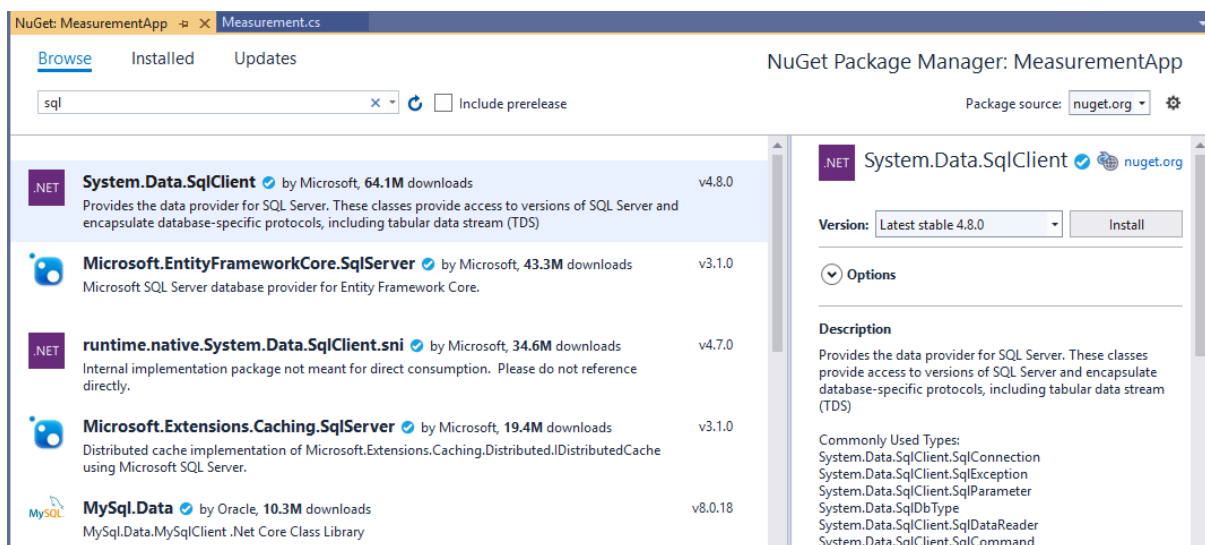 NuGet: MeasurementApp
Measurement.cs
Browse Installed Updates
NuGet Package Manager: MeasurementApp
sql
Include prerelease
Package source: nuget.org
.NET
System.Data.SqlClient by Microsoft, 64.1M downloads v4.8.0
Provides the data provider for SQL Server. These classes provide access to versions of SQL Server and
encapsulate database-specific protocols, including tabular data stream (TDS)
Microsoft.EntityFrameworkCore.SqlServer by Microsoft, 43.3M downloads v3.1.0
Microsoft SQL Server database provider for Entity Framework Core.
.NET
runtime.native.System.Data.SqlClient.sni by Microsoft, 34.6M downloads v4.7.0
Internal implementation package not meant for direct consumption. Please do not reference
directly.
Microsoft.Extensions.Caching.SqlServer by Microsoft, 19.4M downloads v3.1.0
Distributed cache implementation of Microsoft.Extensions.Caching.Distributed.IDistributedCache
using Microsoft SQL Server.
MySQL
MySql.Data by Oracle, 10.3M downloads v8.0.18
MySql.Data.MySqlClient .Net Core Class Library
.NET
System.Data.SqlClient nuget.org
Version: Latest stable 4.8.0 Install
Options
Description
Provides the data provider for SQL Server. These classes
provide access to versions of SQL Server and encapsulate
database-specific protocols, including tabular data stream
(TDS)
Commonly Used Types:
System.Data.SqlClient.SqlConnection
System.Data.SqlClient.SqlException
System.Data.SqlClient.SqlParameter
System.Data.SqlDbType
System.Data.SqlClient.SqlDataReader
System.Data.SqlClient.SqlCommand